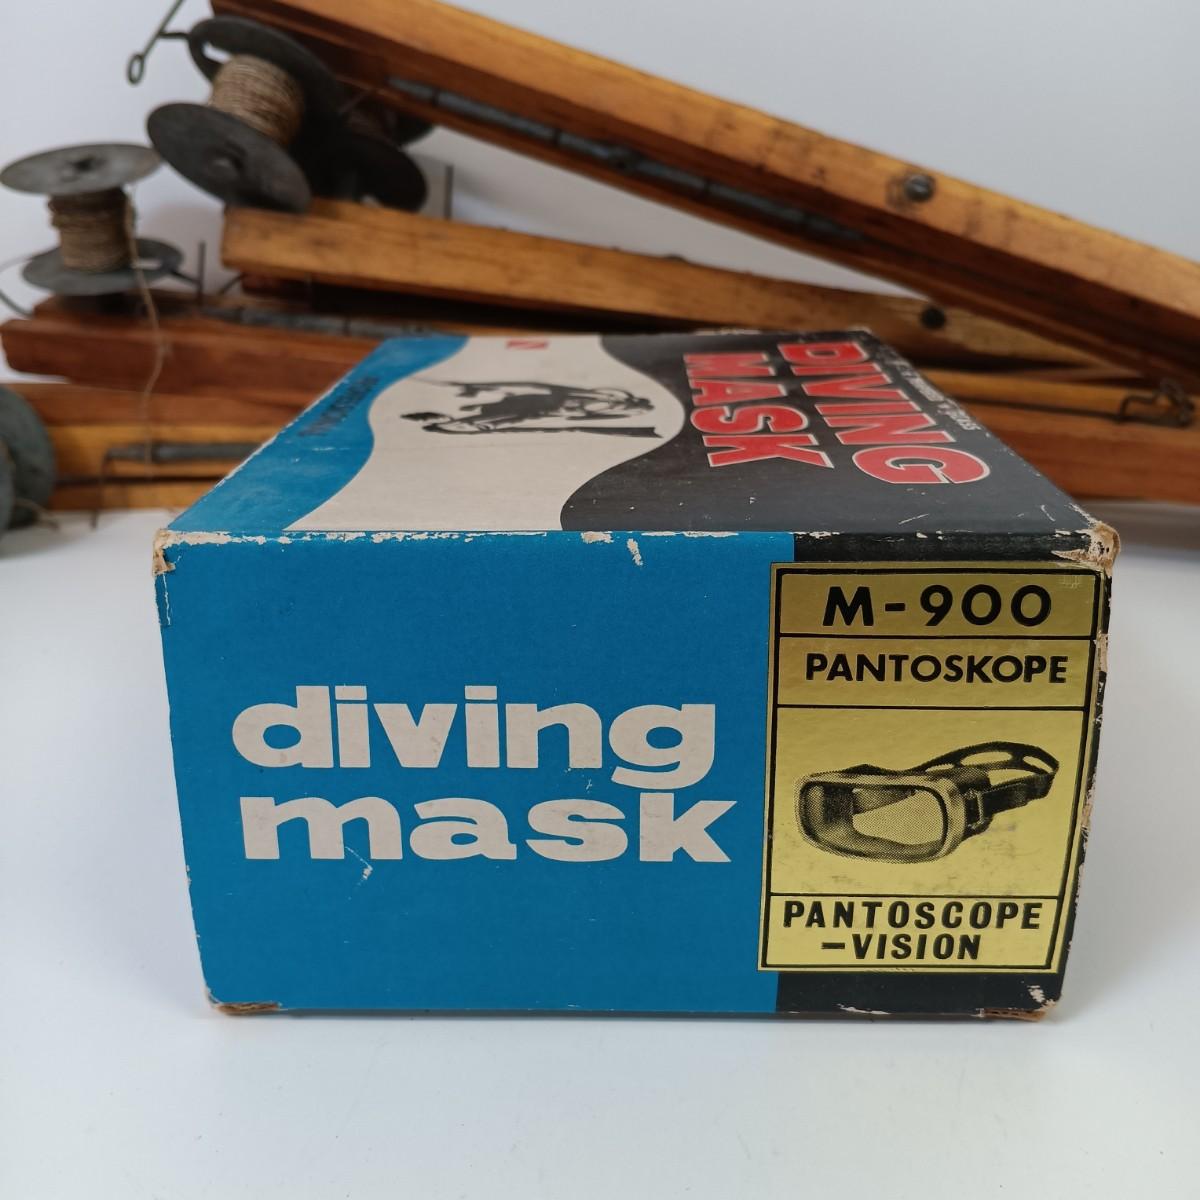 DIVING
MASK
diving
mask
M-900
PANTOSKOPE
PANTOSCOPE
-VISION